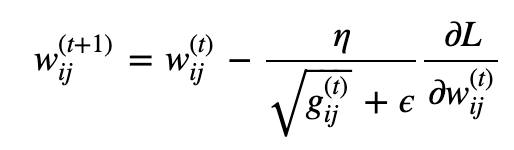 w_{ij}^{(t+1)} = w_{ij}^{(t)} - \frac{η}{\sqrt{g_{ij}^{(t)}} + ϵ} \frac{∂L}{∂w_{ij}^{(t)}}